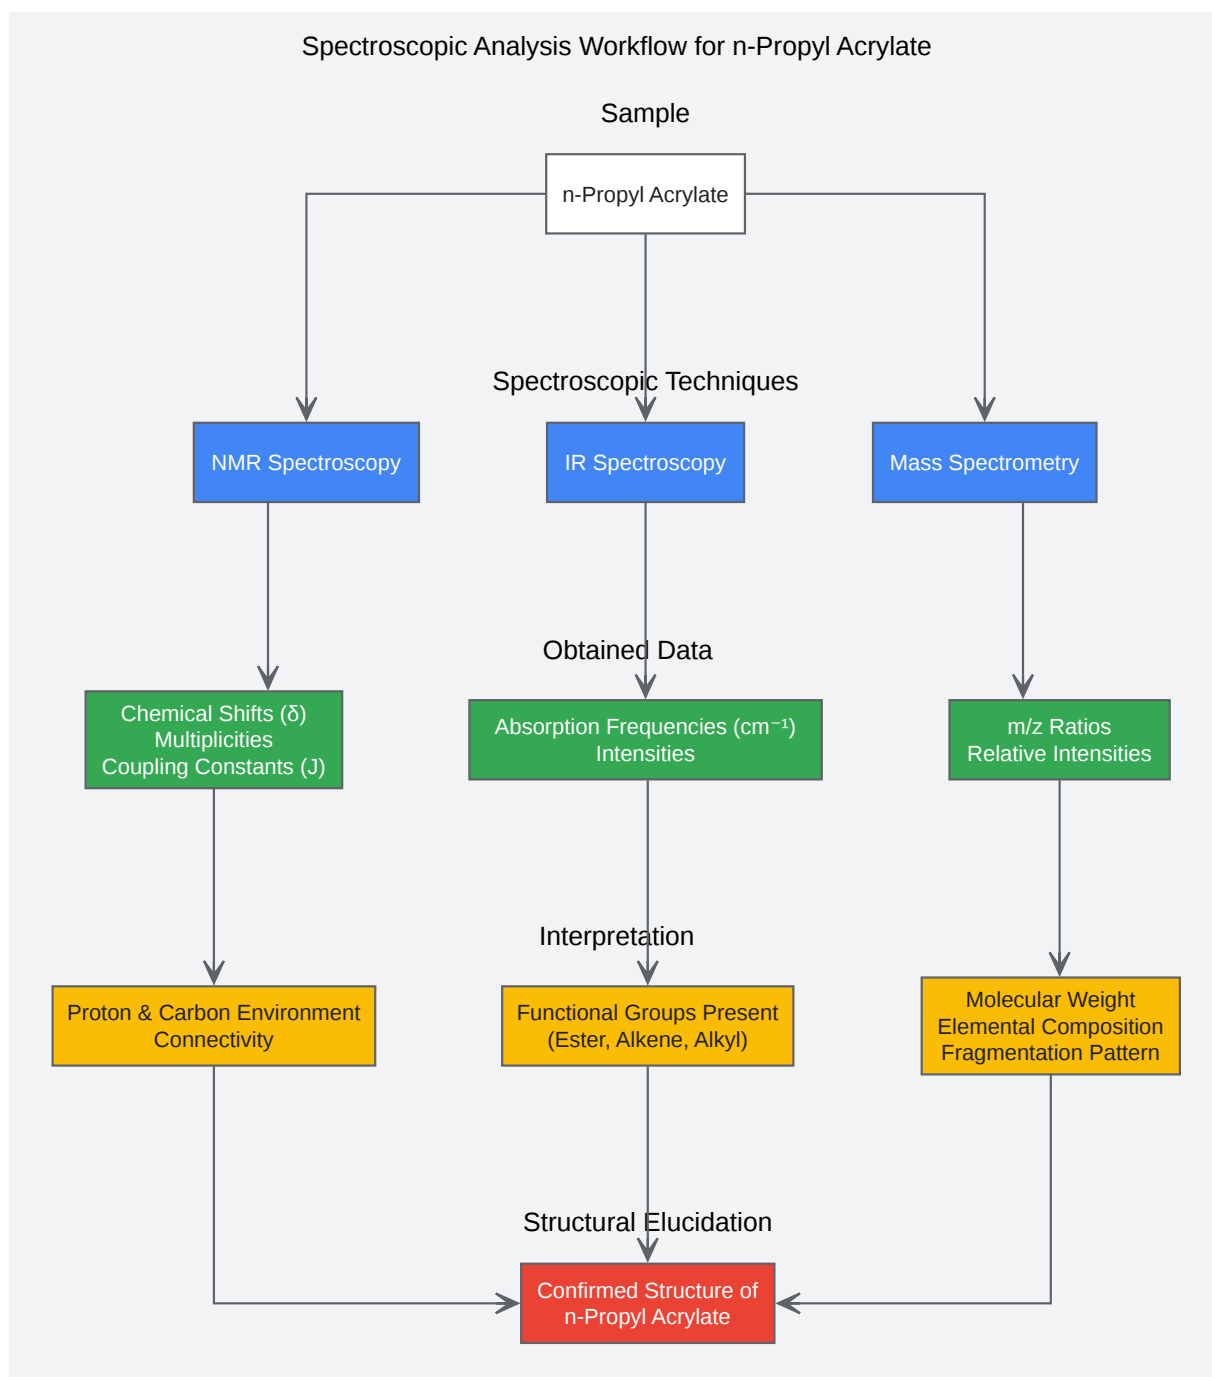 Spectroscopic Analysis Workflow for n-Propyl Acrylate
Sample
n-Propyl Acrylate
Spectroscopic Techniques
NMR Spectroscopy
IR Spectroscopy
Mass Spectrometry
Obtained Data
Chemical Shifts (δ)
Multiplicities
Coupling Constants (J)
Absorption Frequencies (cm⁻¹)
Intensities
m/z Ratios
Relative Intensities
Interpretation
Proton & Carbon Environment
Connectivity
Functional Groups Present
(Ester, Alkene, Alkyl)
Molecular Weight
Elemental Composition
Fragmentation Pattern
Structural Elucidation
Confirmed Structure of
n-Propyl Acrylate